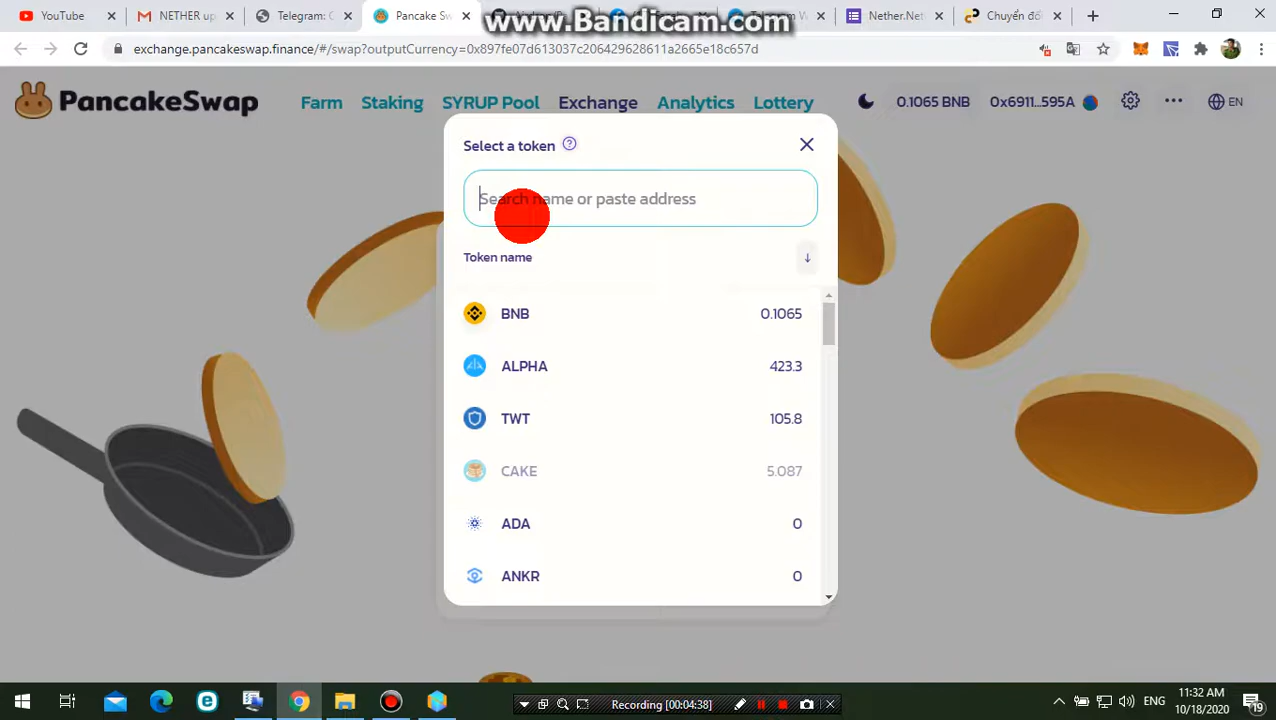 YouTube
NETHER up
Telegram: C
Pancake Sw
Nether.Net
Chuyển đổi
www.Bandicam.com
exchange.pancakeswap.finance/#/swap?outputCurrency=0x897fe07d613037c206429628611a2665e18c657d
PancakeSwap
Farm
Staking
SYRUP Pool
Exchange
Analytics
Lottery
0.1065 BNB
0x6911...595A
EN
Select a token
Search name or paste address
Token name
BNB 0.1065
ALPHA 423.3
TWT 105.8
CAKE 5.087
ADA 0
ANKR 0
Recording [00:04:38]
ENG
11:32 AM
10/18/2020
19